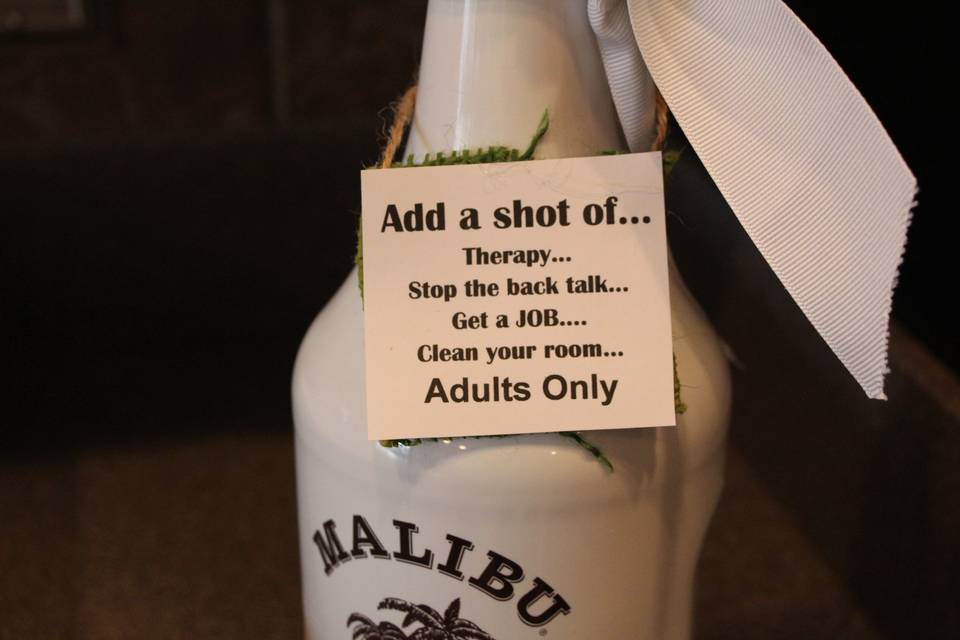 Add a shot of...
Therapy...
Stop the back talk...
Get a JOB....
Clean your room...
Adults Only
MALIBU
®